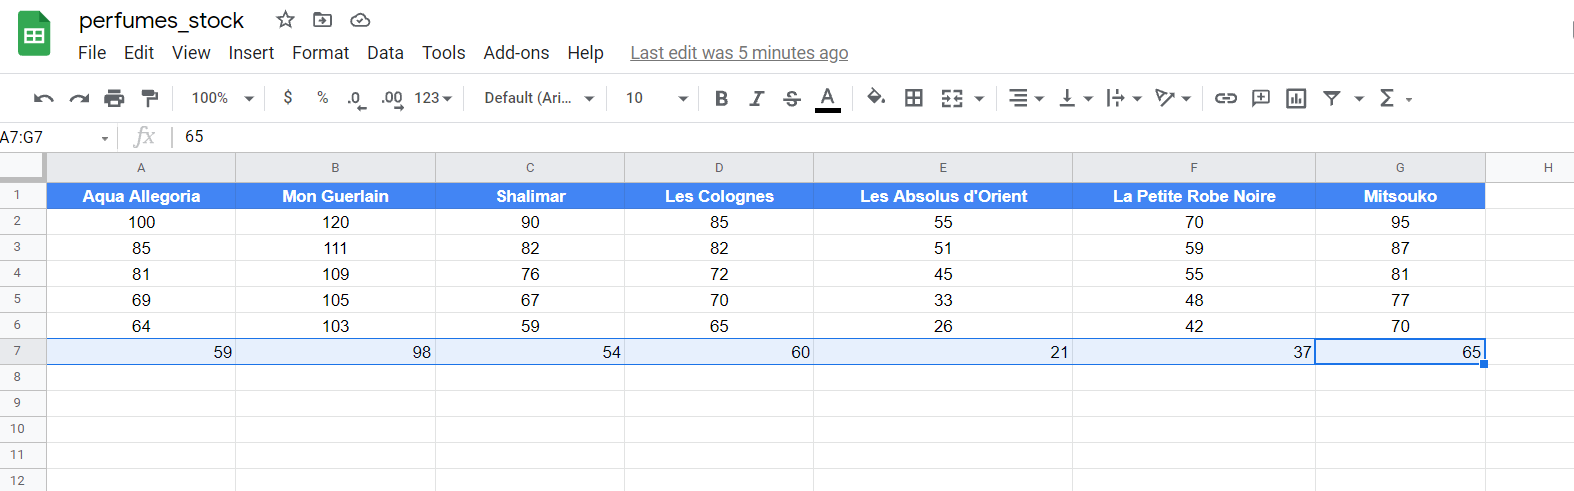 perfumes_stock
File Edit View Insert Format Data Tools Add-ons Help Last edit was 5 minutes ago
100% $ % .0 .00 123 Default (Ari... 10 B I S A Σ
A7:G7 fx 65
A B C D E F G H
1 Aqua Allegoria Mon Guerlain Shalimar Les Colognes Les Absolus d'Orient La Petite Robe Noire Mitsouko
2 100 120 90 85 55 70 95
3 85 111 82 82 51 59 87
4 81 109 76 72 45 55 81
5 69 105 67 70 33 48 77
6 64 103 59 65 26 42 70
7 59 98 54 60 21 37 65
8
9
10
11
12